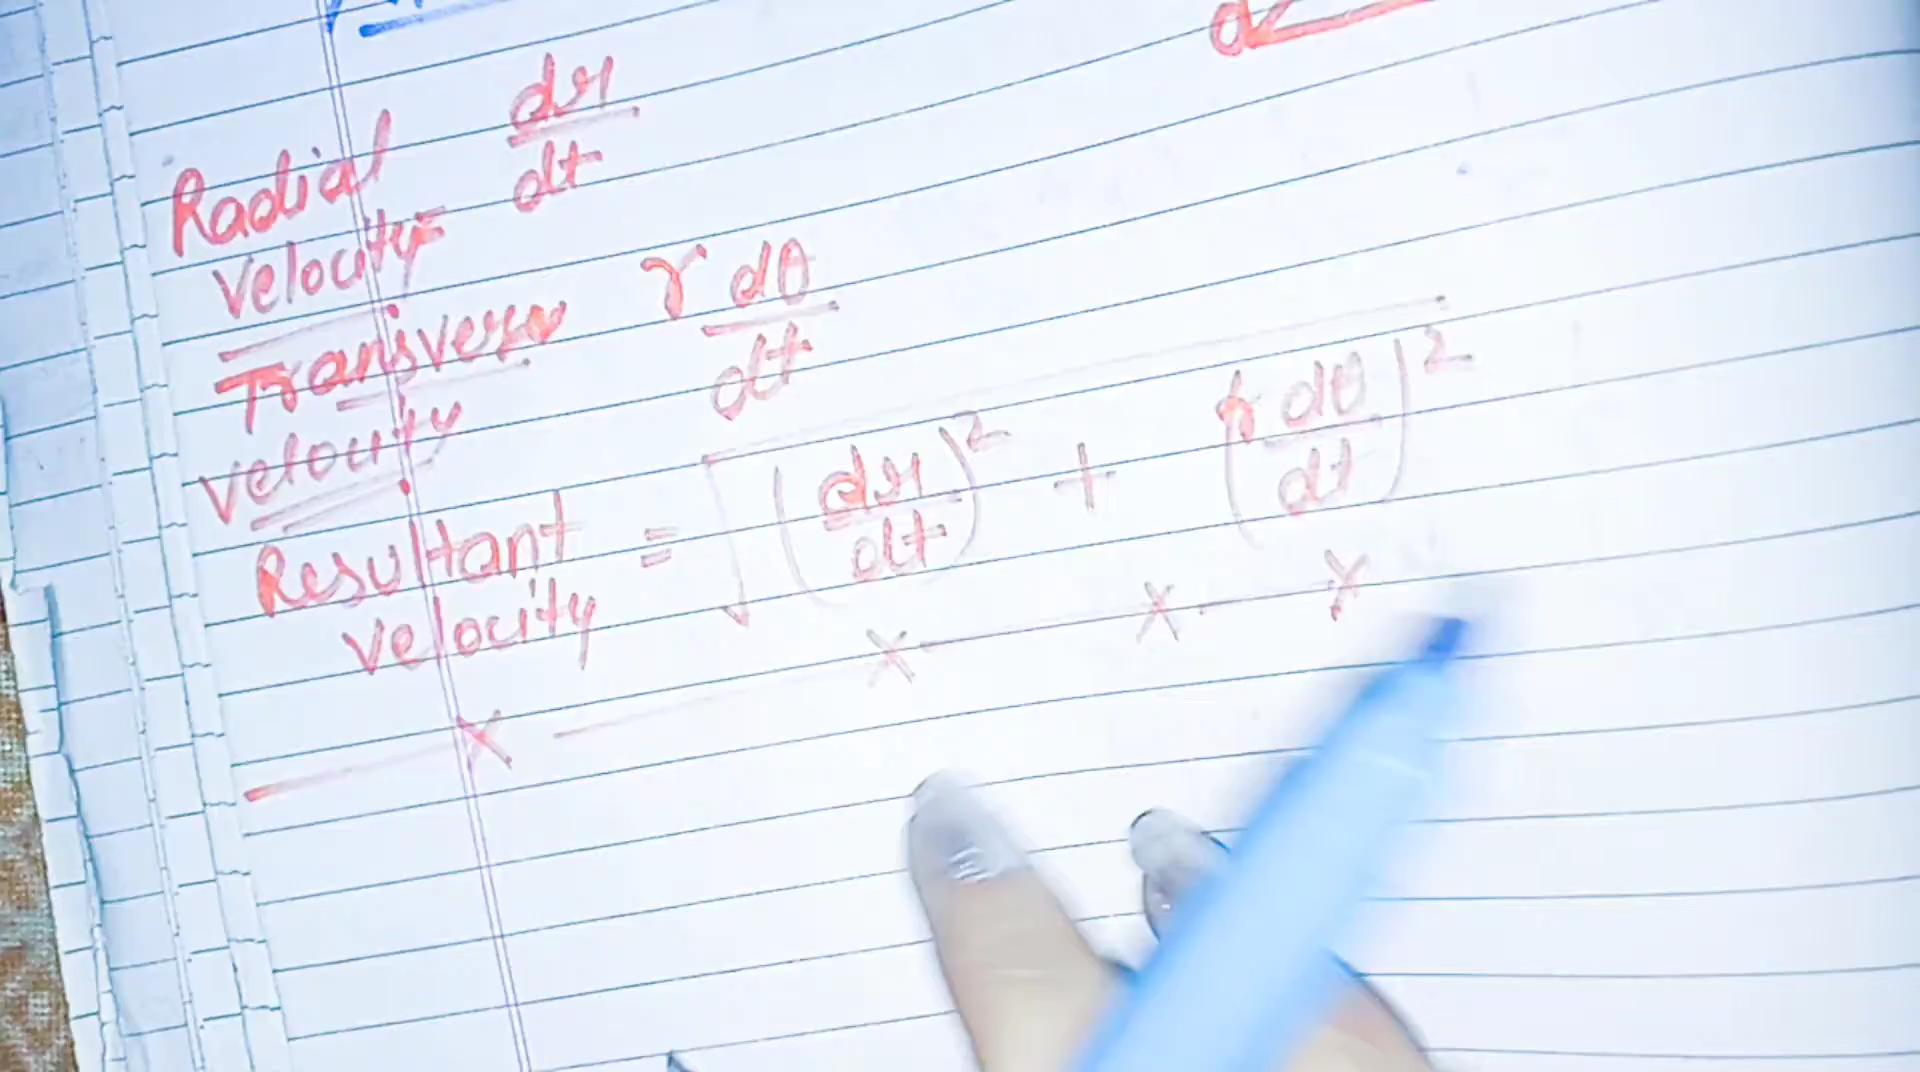 Radial dr/dt
velocity =
Transverse r dθ/dt
velocity
Resultant = √((dr/dt)² + (r dθ/dt)²)
velocity